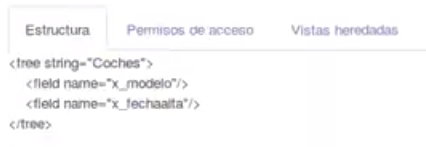 Estructura Permisos de acceso Vistas heredadas
<tree string="Coches">
<field name="x_modelo"/>
<field name="x_fechaalta"/>
</tree>